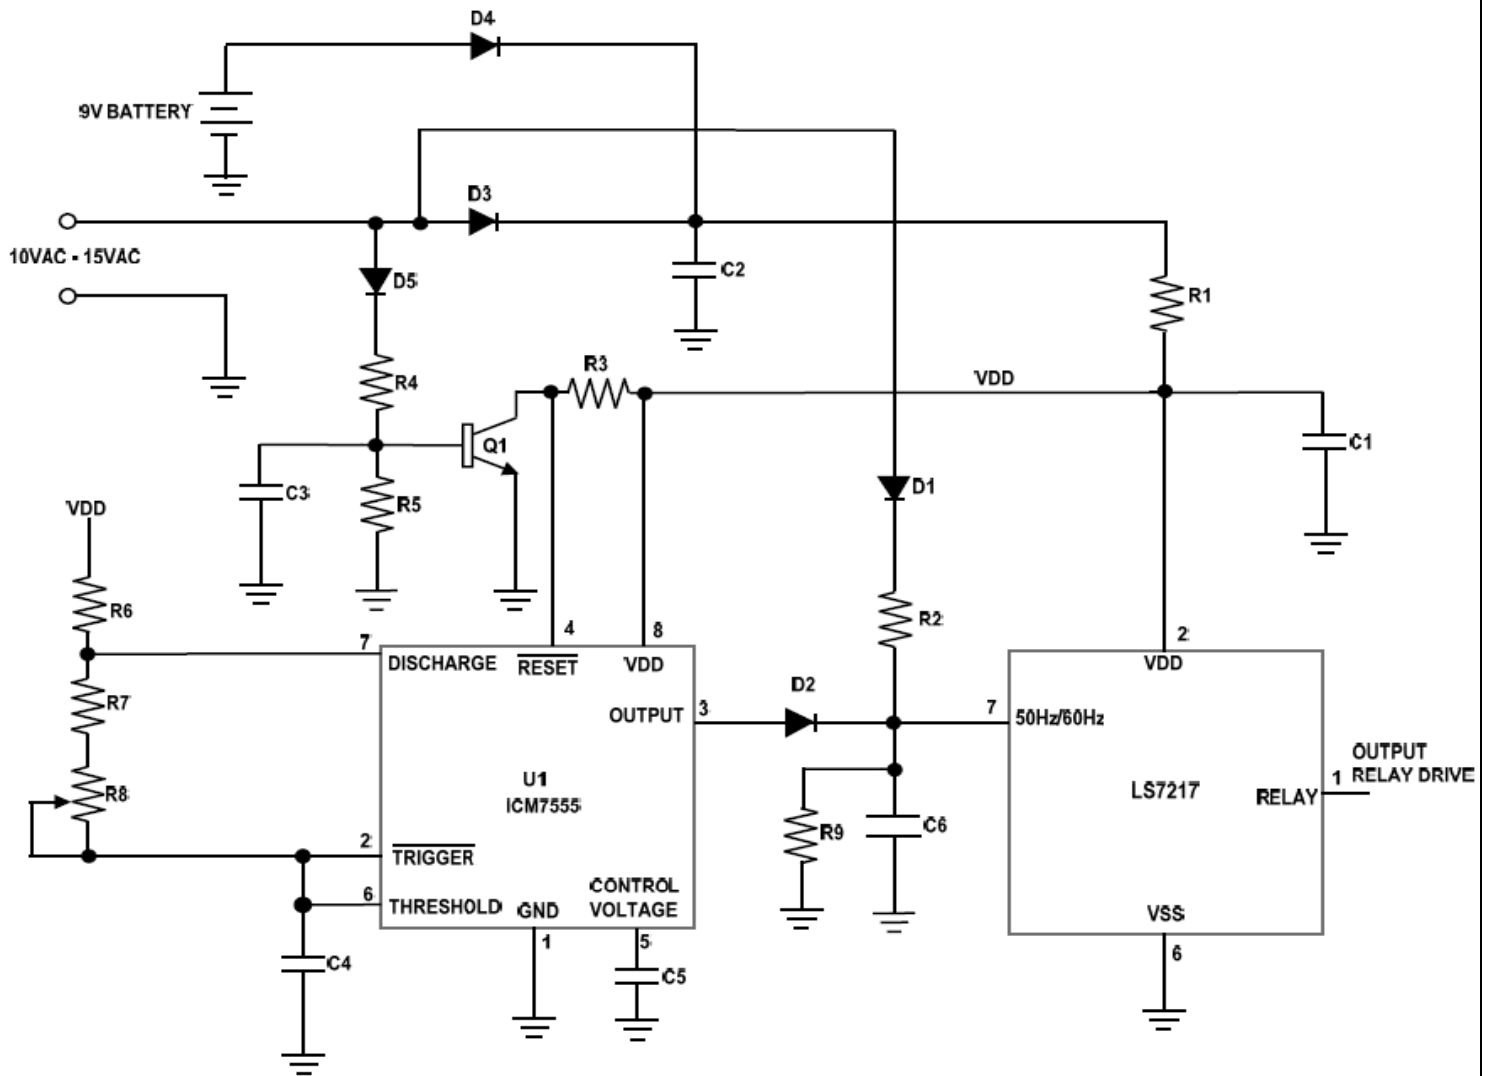 D4
9V BATTERY
D3
10VAC - 15VAC
D5
C2
R1
R3
VDD
R4
Q1
C1
C3
R5
D1
VDD
R6
R2
4
8
2
7
DISCHARGE
RESET
VDD
VDD
R7
D2
OUTPUT
3
7
50Hz/60Hz
U1
ICM7555
R8
LS7217
OUTPUT
RELAY DRIVE
1
RELAY
R9
C6
2
TRIGGER
6
THRESHOLD
GND
CONTROL
VOLTAGE
VSS
1
5
6
C4
C5